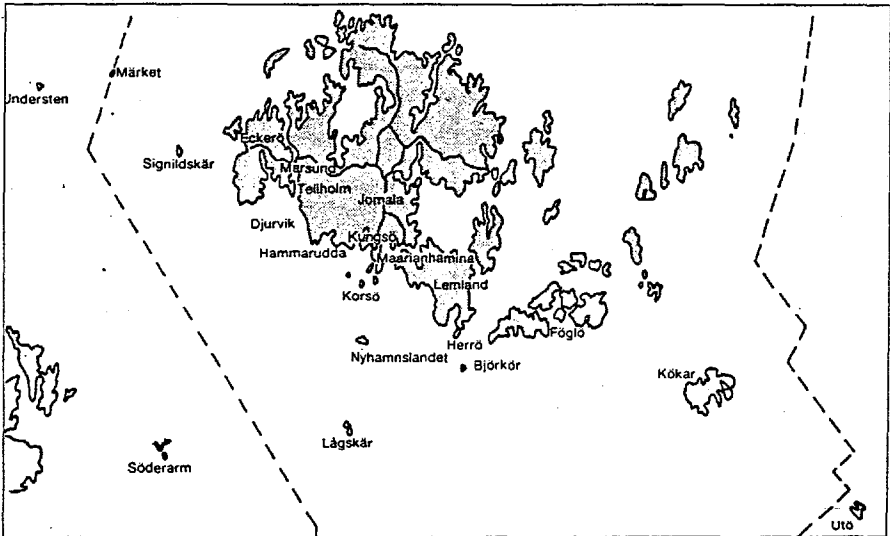 Märket
Understen
Eckerö
Signildskär
Marsund
Tellholm
Jomala
Djurvik
Kungsö
Hammarudda
Maarianhamina
Lemland
Korsö
Föglö
Herrö
Nyhamnslandet
Björkör
Kökar
Lågskär
Söderarm
Utö